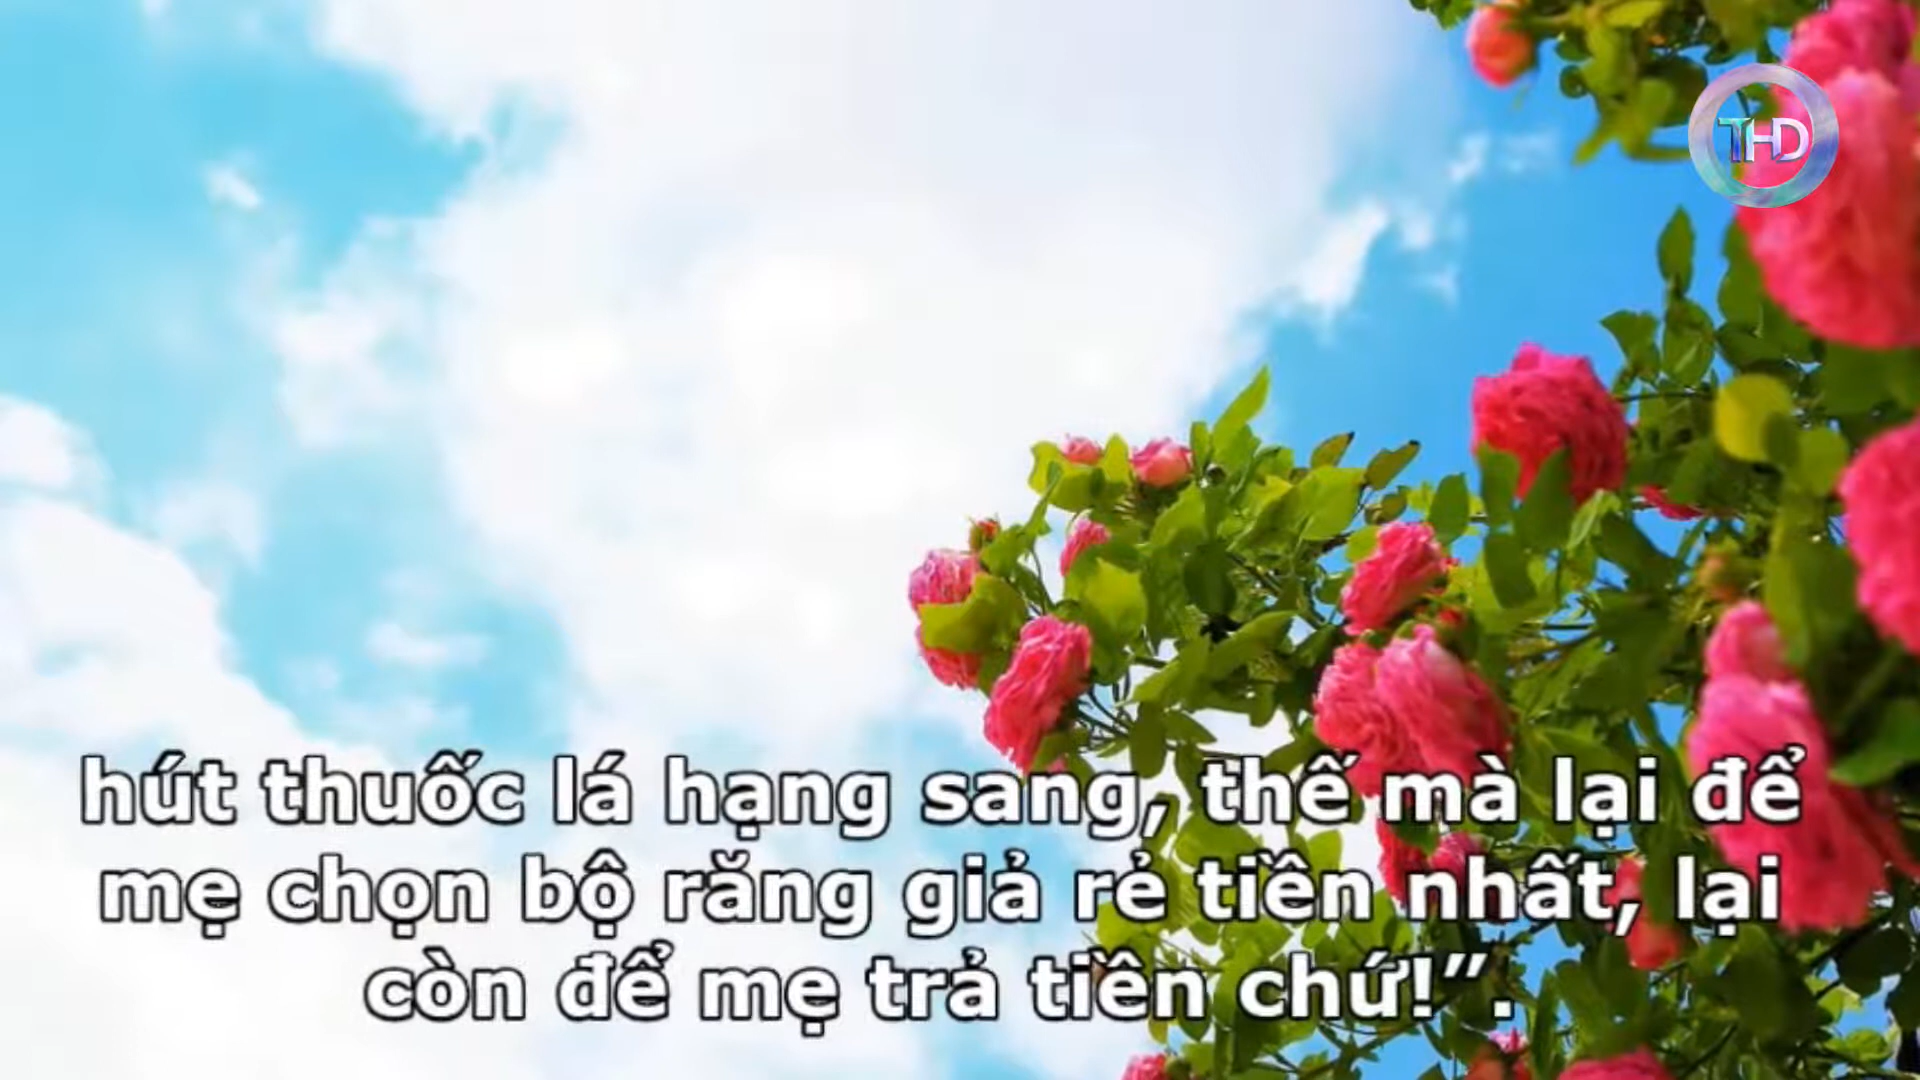 THD
hút thuốc lá hạng sang, thế mà lại để
mẹ chọn bộ răng giả rẻ tiền nhất, lại
còn để mẹ trả tiền chứ!”.